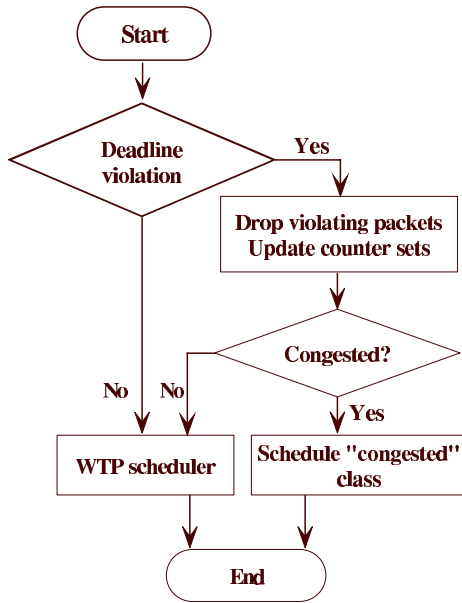 Start
Deadline
violation
Yes
Drop violating packets
Update counter sets
Congested?
No
No
Yes
WTP scheduler
Schedule "congested"
class
End